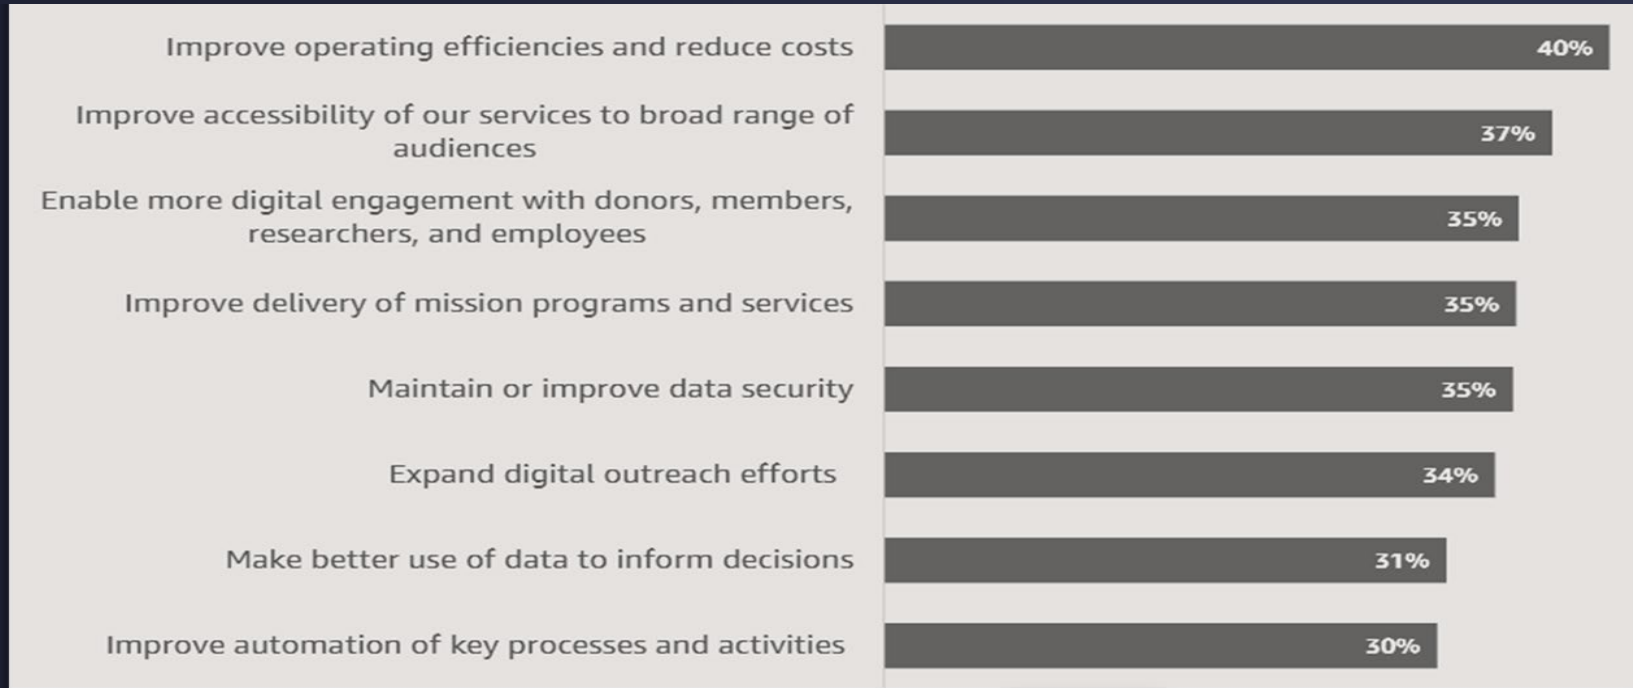 Improve operating efficiencies and reduce costs 40%
Improve accessibility of our services to broad range of
audiences 37%
Enable more digital engagement with donors, members,
researchers, and employees 35%
Improve delivery of mission programs and services 35%
Maintain or improve data security 35%
Expand digital outreach efforts 34%
Make better use of data to inform decisions 31%
Improve automation of key processes and activities 30%